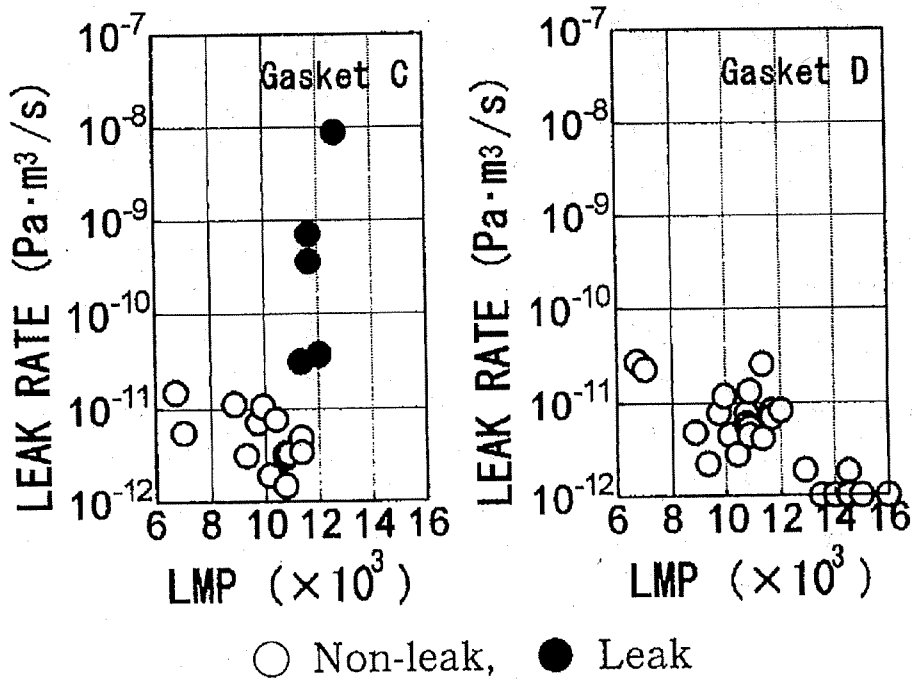 Gasket C
LEAK RATE (Pa·m³/s)
10⁻⁷
10⁻⁸
10⁻⁹
10⁻¹⁰
10⁻¹¹
10⁻¹²
6 8 10 12 14 16
LMP (×10³)
Gasket D
LEAK RATE (Pa·m³/s)
10⁻⁷
10⁻⁸
10⁻⁹
10⁻¹⁰
10⁻¹¹
10⁻¹²
6 8 10 12 14 16
LMP (×10³)
○ Non-leak, ● Leak